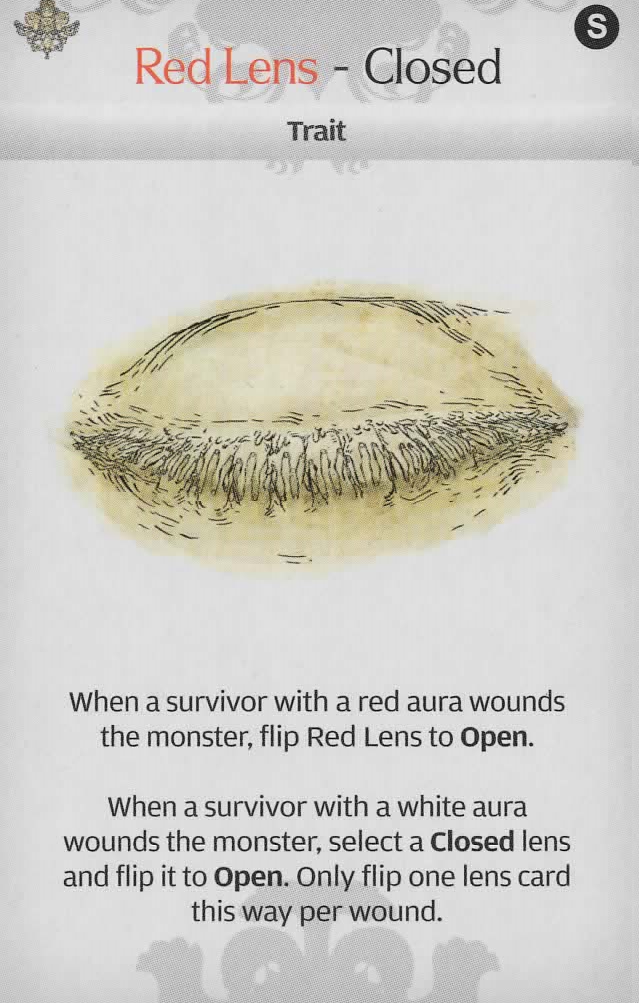 S
Red Lens - Closed
Trait
When a survivor with a red aura wounds
the monster, flip Red Lens to Open.
When a survivor with a white aura
wounds the monster, select a Closed lens
and flip it to Open. Only flip one lens card
this way per wound.